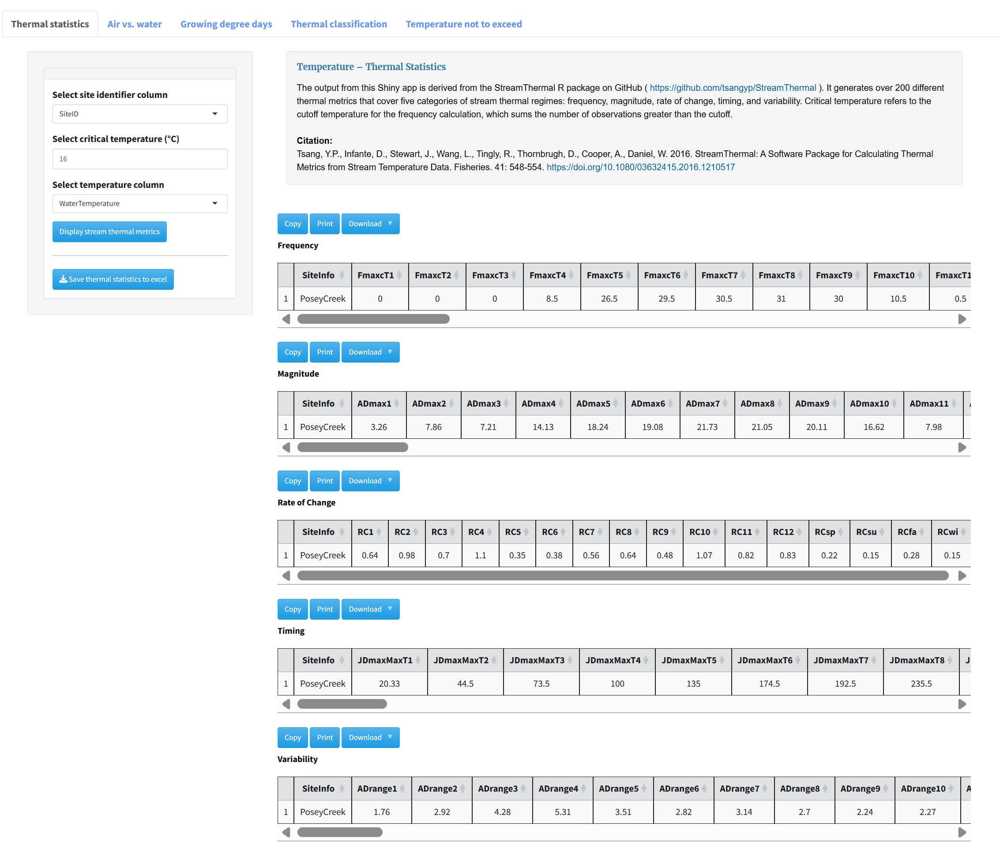 Thermal statistics Air vs. water Growing degree days Thermal classification Temperature not to exceed
Select site identifier column
SiteID
Select critical temperature (°C)
16
Select temperature column
WaterTemperature
Display stream thermal metrics
Save thermal statistics to excel
Temperature – Thermal Statistics
The output from this Shiny app is derived from the StreamThermal R package on GitHub ( https://github.com/tsangyp/StreamThermal ). It generates over 200 different
thermal metrics that cover five categories of stream thermal regimes: frequency, magnitude, rate of change, timing, and variability. Critical temperature refers to the
cutoff temperature for the frequency calculation, which sums the number of observations greater than the cutoff.
Citation:
Tsang, Y.P., Infante, D., Stewart, J., Wang, L., Tingly, R., Thornbrugh, D., Cooper, A., Daniel, W. 2016. StreamThermal: A Software Package for Calculating Thermal
Metrics from Stream Temperature Data. Fisheries. 41: 548-554. https://doi.org/10.1080/03632415.2016.1210517
Copy Print Download
Frequency
SiteInfo FmaxcT1 FmaxcT2 FmaxcT3 FmaxcT4 FmaxcT5 FmaxcT6 FmaxcT7 FmaxcT8 FmaxcT9 FmaxcT10 FmaxcT1
1 PoseyCreek 0 0 0 8.5 26.5 29.5 30.5 31 30 10.5 0.5
Copy Print Download
Magnitude
SiteInfo ADmax1 ADmax2 ADmax3 ADmax4 ADmax5 ADmax6 ADmax7 ADmax8 ADmax9 ADmax10 ADmax11
1 PoseyCreek 3.26 7.86 7.21 14.13 18.24 19.08 21.73 21.05 20.11 16.62 7.98
Copy Print Download
Rate of Change
SiteInfo RC1 RC2 RC3 RC4 RC5 RC6 RC7 RC8 RC9 RC10 RC11 RC12 RCsp RCsu RCfa RCwi
1 PoseyCreek 0.64 0.98 0.7 1.1 0.35 0.38 0.56 0.64 0.48 1.07 0.82 0.83 0.22 0.15 0.28 0.15
Copy Print Download
Timing
SiteInfo JDmaxMaxT1 JDmaxMaxT2 JDmaxMaxT3 JDmaxMaxT4 JDmaxMaxT5 JDmaxMaxT6 JDmaxMaxT7 JDmaxMaxT8 J
1 PoseyCreek 20.33 44.5 73.5 100 135 174.5 192.5 235.5
Copy Print Download
Variability
SiteInfo ADrange1 ADrange2 ADrange3 ADrange4 ADrange5 ADrange6 ADrange7 ADrange8 ADrange9 ADrange10 A
1 PoseyCreek 1.76 2.92 4.28 5.31 3.51 2.82 3.14 2.7 2.24 2.27